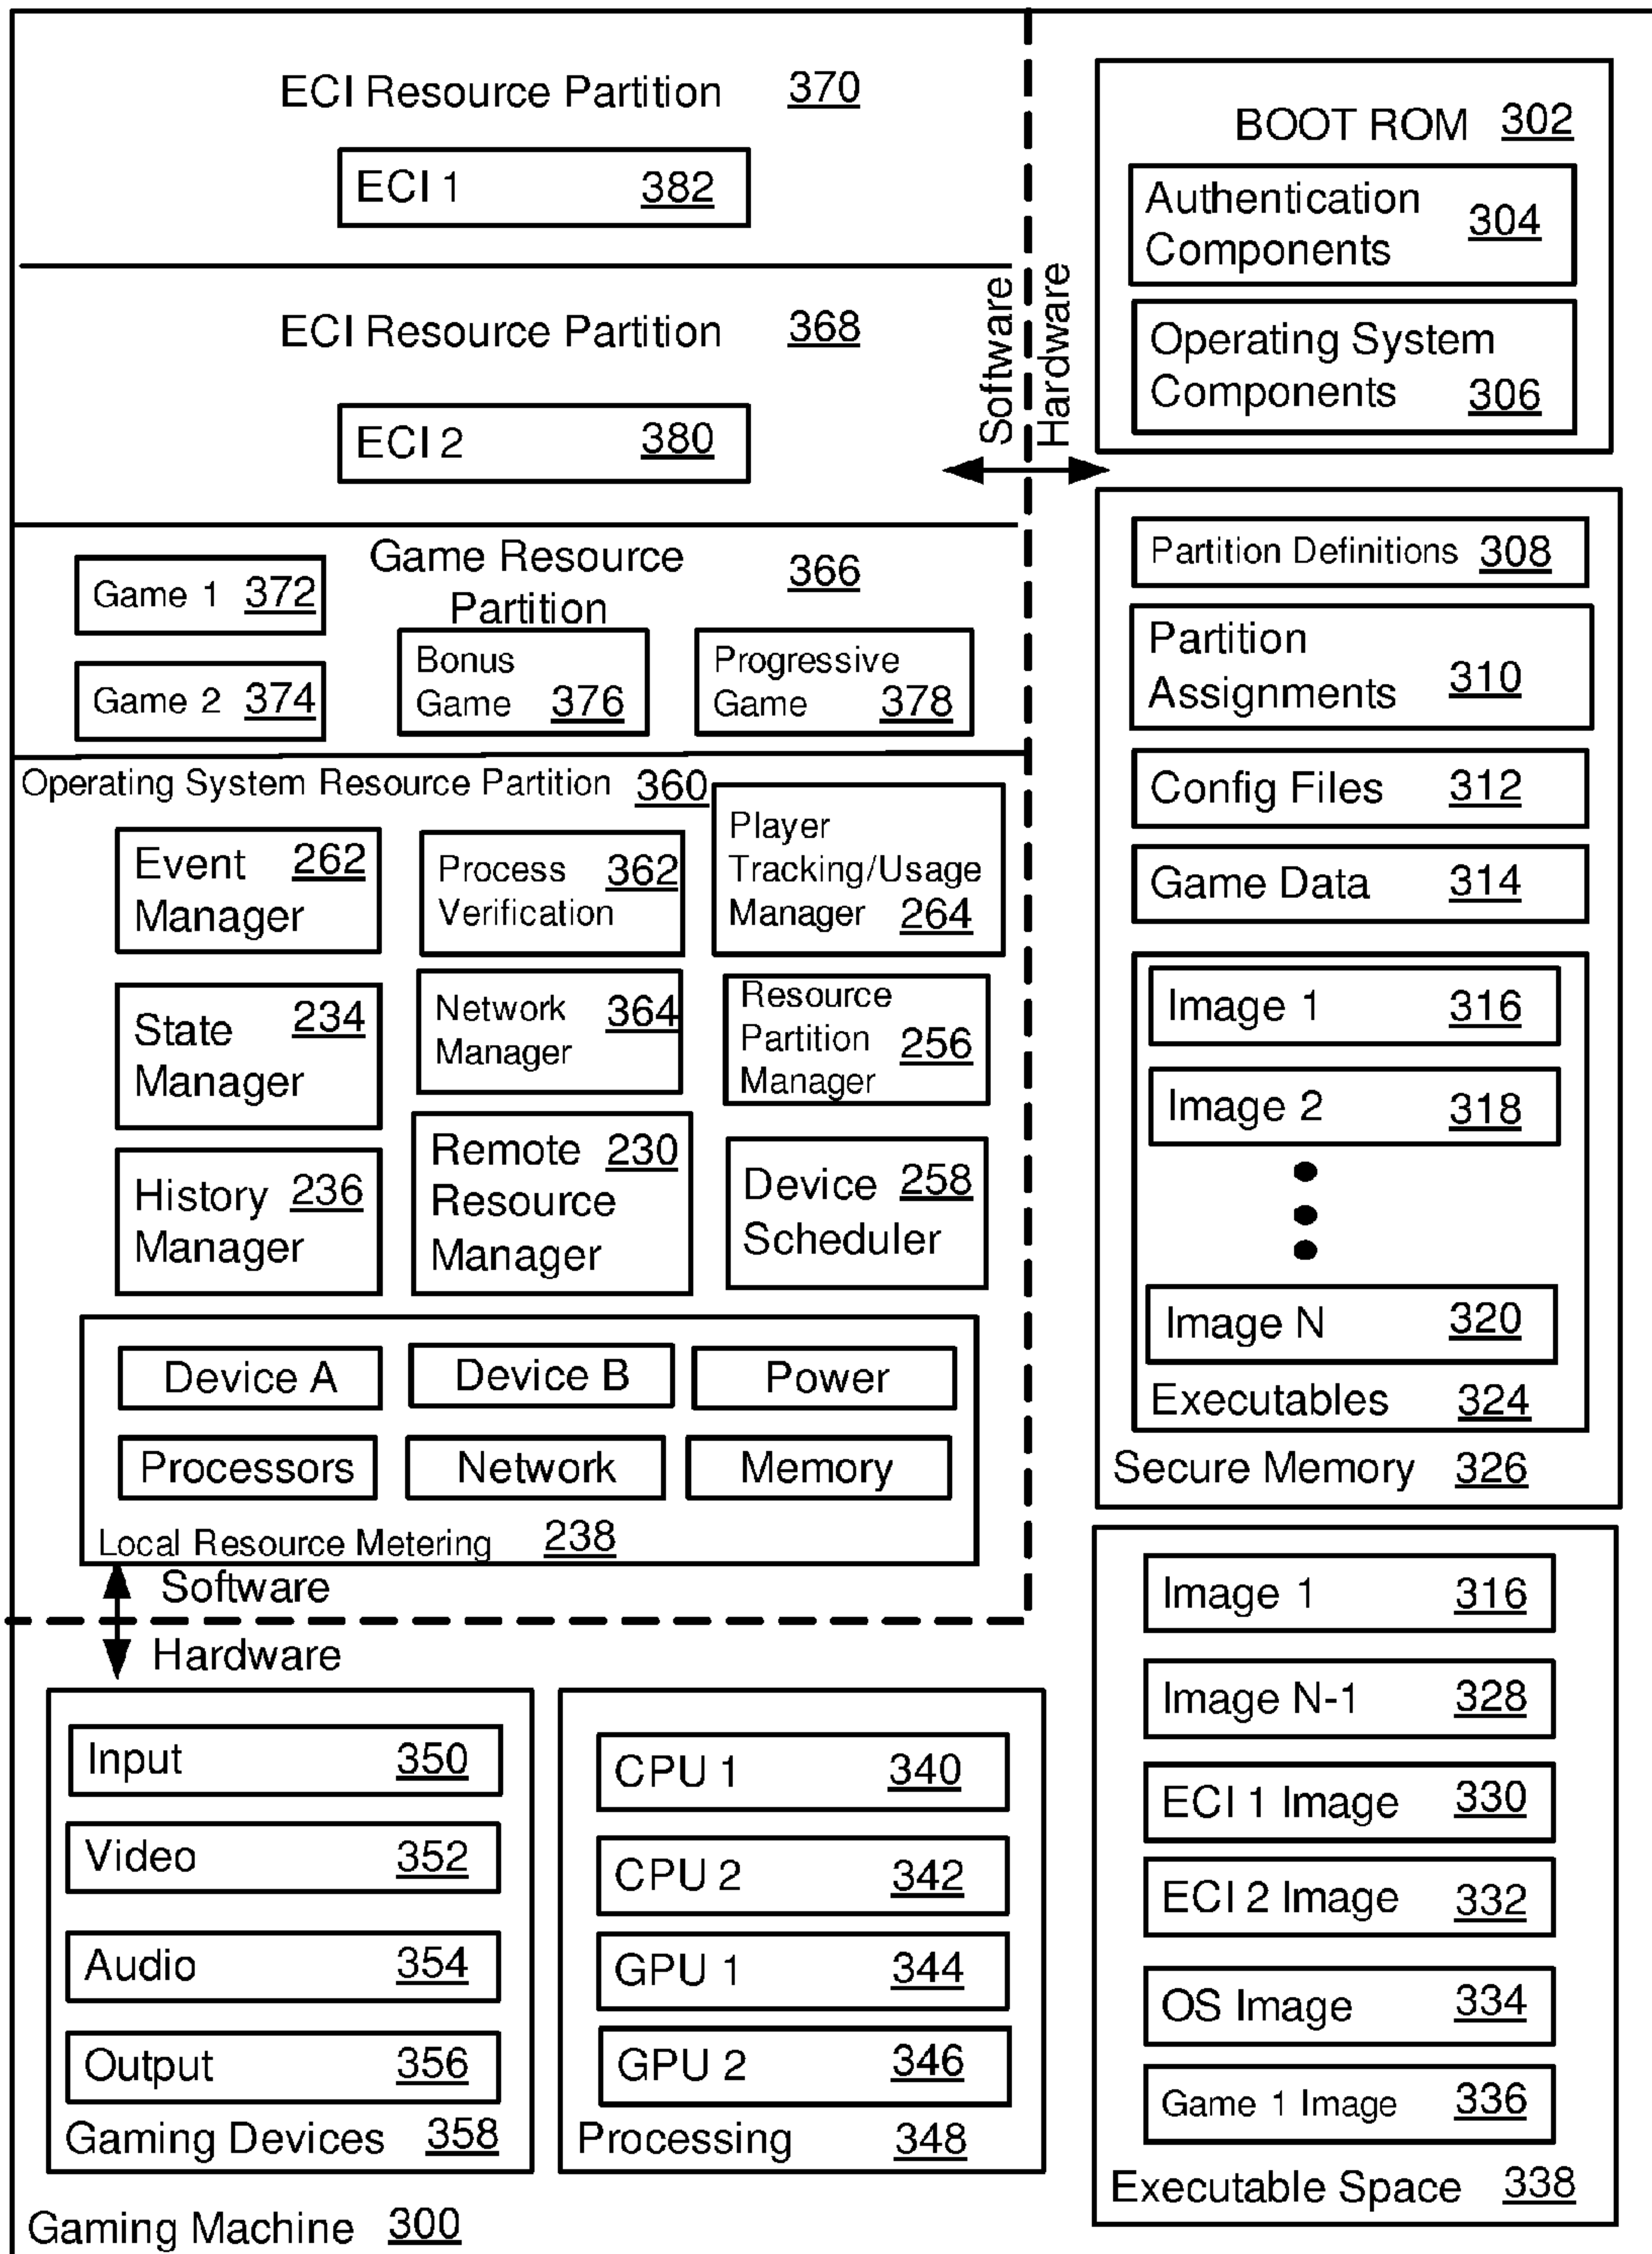 ECI Resource Partition 370
ECI 1 382
ECI Resource Partition 368
ECI 2 380
Software
Hardware
Game Resource
Partition
366
Game 1 372
Game 2 374
Bonus
Game 376
Progressive
Game 378
Operating System Resource Partition 360
Event 262
Manager
Process 362
Verification
Player
Tracking/Usage
Manager 264
State 234
Manager
Network 364
Manager
Resource
Partition 256
Manager
History 236
Manager
Remote 230
Resource
Manager
Device 258
Scheduler
Device A
Device B
Power
Processors
Network
Memory
Local Resource Metering 238
Software
Hardware
Input 350
Video 352
Audio 354
Output 356
Gaming Devices 358
CPU 1 340
CPU 2 342
GPU 1 344
GPU 2 346
Processing 348
Gaming Machine 300
BOOT ROM 302
Authentication
Components 304
Operating System
Components 306
Partition Definitions 308
Partition
Assignments 310
Config Files 312
Game Data 314
Image 1 316
Image 2 318
Image N 320
Executables 324
Secure Memory 326
Image 1 316
Image N-1 328
ECI 1 Image 330
ECI 2 Image 332
OS Image 334
Game 1 Image 336
Executable Space 338